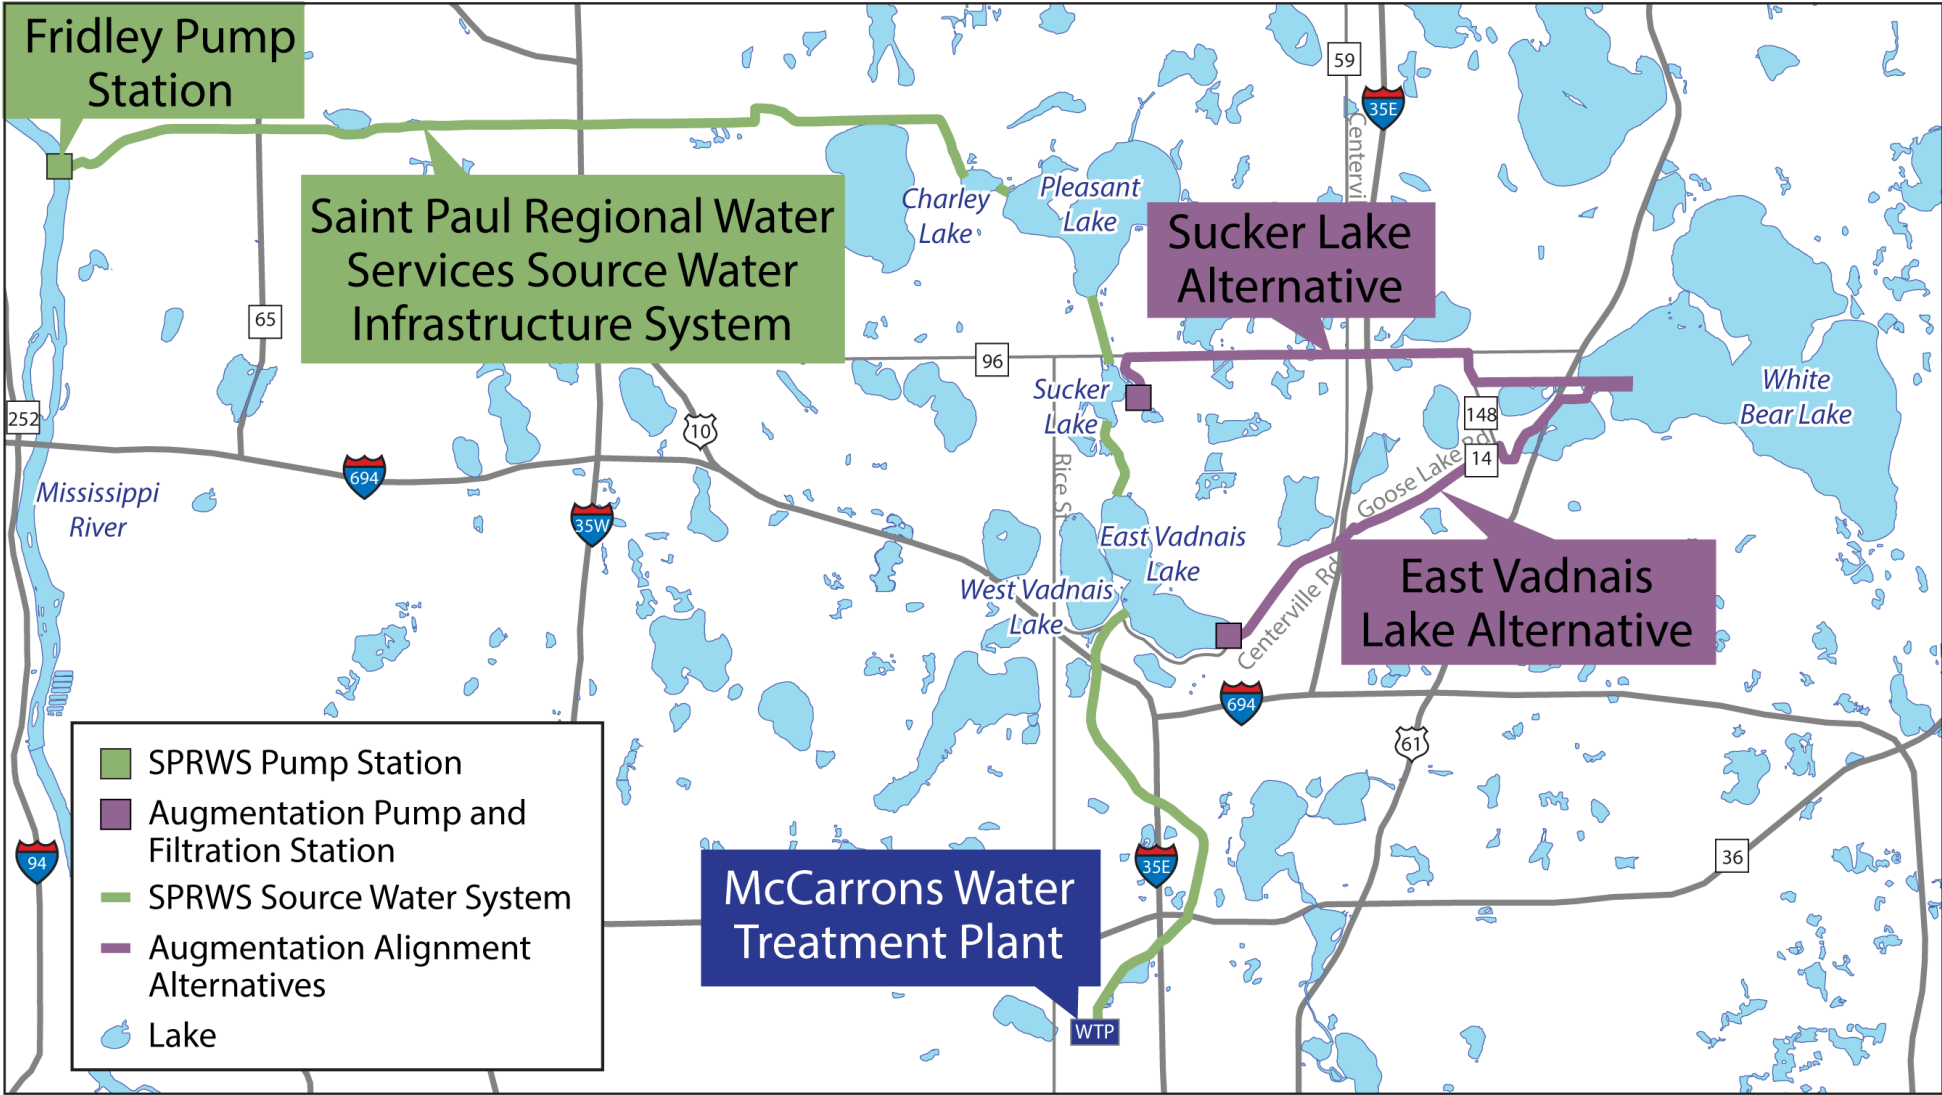 Fridley Pump
Station
59
35E
Centervi
Saint Paul Regional Water
Services Source Water
Infrastructure System
Charley
Lake
Pleasant
Lake
Sucker Lake
Alternative
65
96
Sucker
Lake
White
Bear Lake
252
10
148
14
Goose Lake Rd
694
Mississippi
River
35W
Rice St
East Vadnais
Lake
West Vadnais
Lake
Centerville Rd
East Vadnais
Lake Alternative
694
61
SPRWS Pump Station
Augmentation Pump and
Filtration Station
SPRWS Source Water System
Augmentation Alignment
Alternatives
Lake
94
McCarrons Water
Treatment Plant
35E
36
WTP